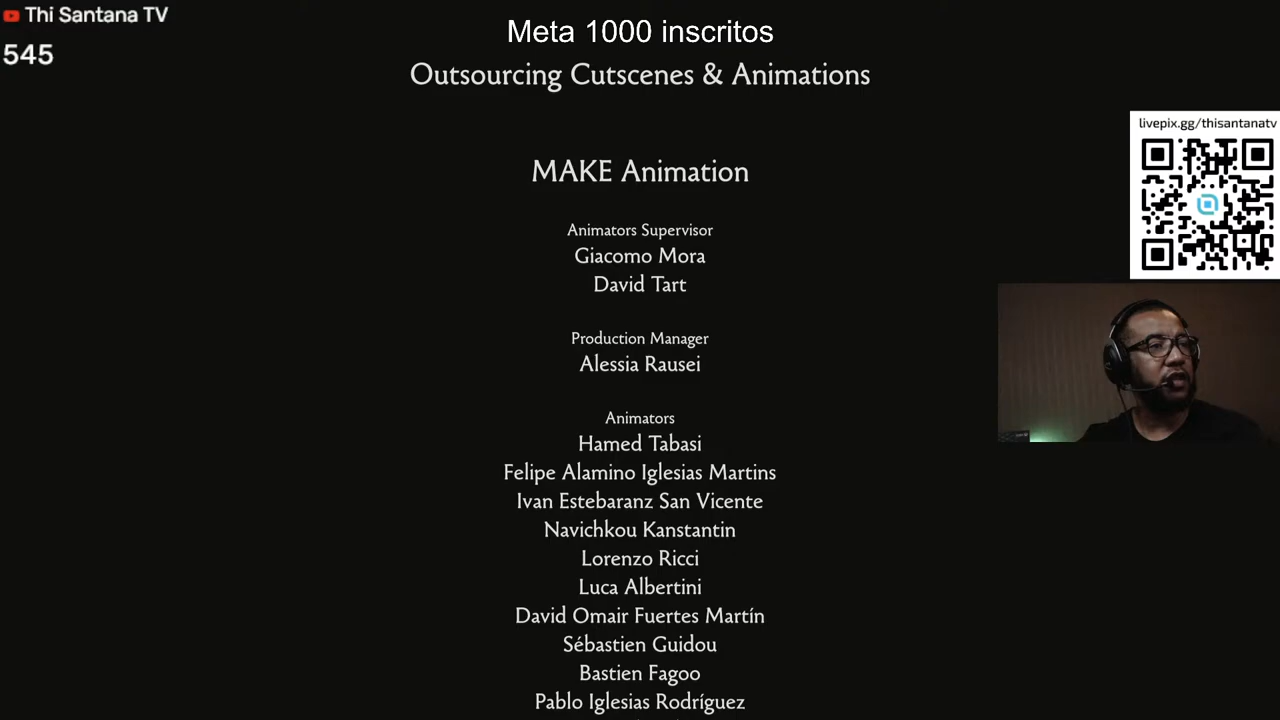 Thi Santana TV
545
Meta 1000 inscritos
Outsourcing Cutscenes & Animations
livepix.gg/thisantanatv
MAKE Animation
Animators Supervisor
Giacomo Mora
David Tart
Production Manager
Alessia Rausei
Animators
Hamed Tabasi
Felipe Alamino Iglesias Martins
Ivan Estebaranz San Vicente
Navichkou Kanstantin
Lorenzo Ricci
Luca Albertini
David Omair Fuertes Martín
Sébastien Guidou
Bastien Fagoo
Pablo Iglesias Rodríguez